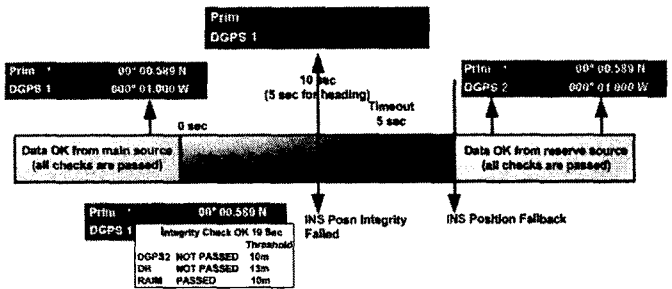 Prim
DGPS 1
Prim * 00° 00.589 N
DGPS 1 000° 01.000 W
10 sec
(5 sec for heading)
Timeout
5 sec
Prim * 00° 00.589 N
DGPS 2 000° 01.000 W
0 sec
Data OK from main source
(all checks are passed)
Data OK from reserve source
(all checks are passed)
Prim * 00° 00.589 N
DGPS 1
Integrity Check OK 19 Sec
Threshold
DGPS2 NOT PASSED 10m
DR NOT PASSED 13m
RAIM PASSED 10m
INS Posn Integrity
Failed
INS Position Fallback